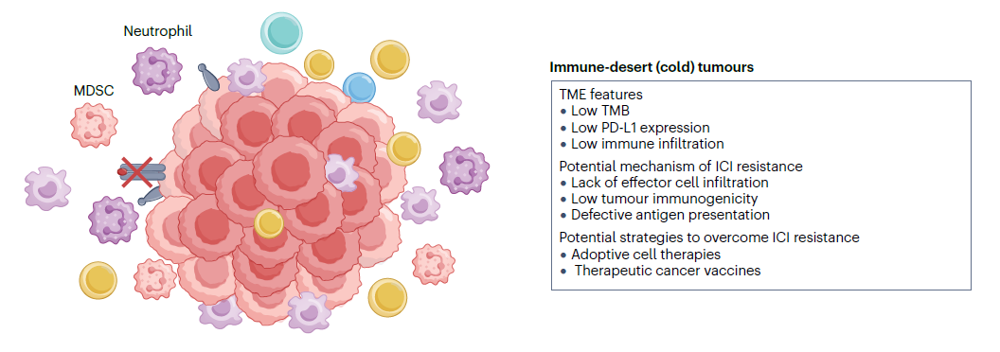 Neutrophil
MDSC
Immune-desert (cold) tumours
TME features
• Low TMB
• Low PD-L1 expression
• Low immune infiltration
Potential mechanism of ICI resistance
• Lack of effector cell infiltration
• Low tumour immunogenicity
• Defective antigen presentation
Potential strategies to overcome ICI resistance
• Adoptive cell therapies
• Therapeutic cancer vaccines